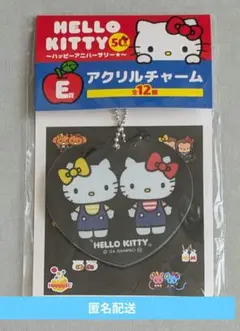 HELLO
KITTY 50
〜ハッピーアニバーサリー★〜
E賞
アクリルチャーム
全12種
HELLO KITTY
匿名配送